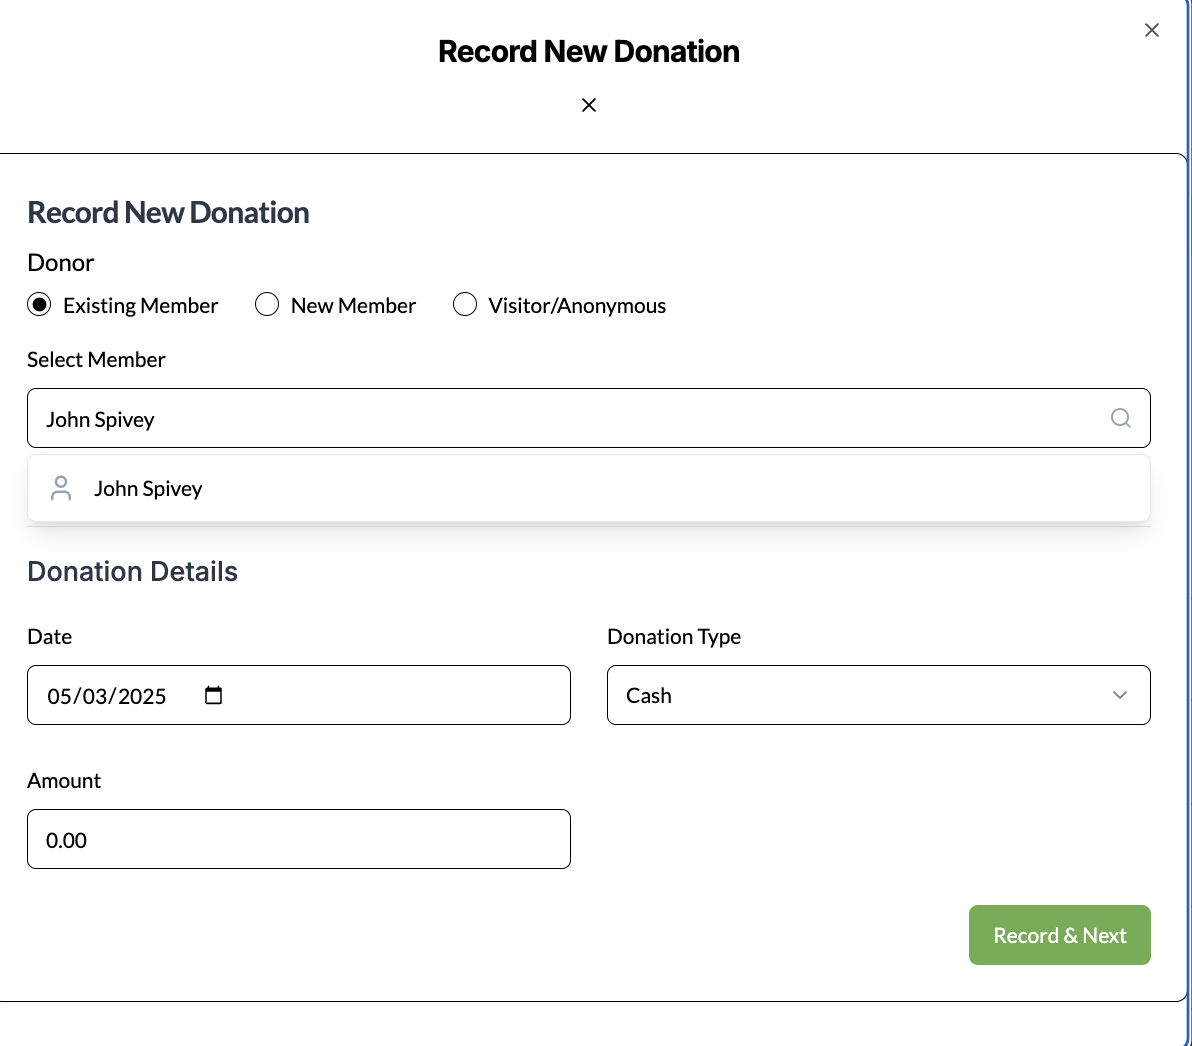 Record New Donation
Record New Donation
Donor
Existing Member New Member Visitor/Anonymous
Select Member
John Spivey
John Spivey
Donation Details
Date Donation Type
05/03/2025 Cash
Amount
0.00
Record & Next